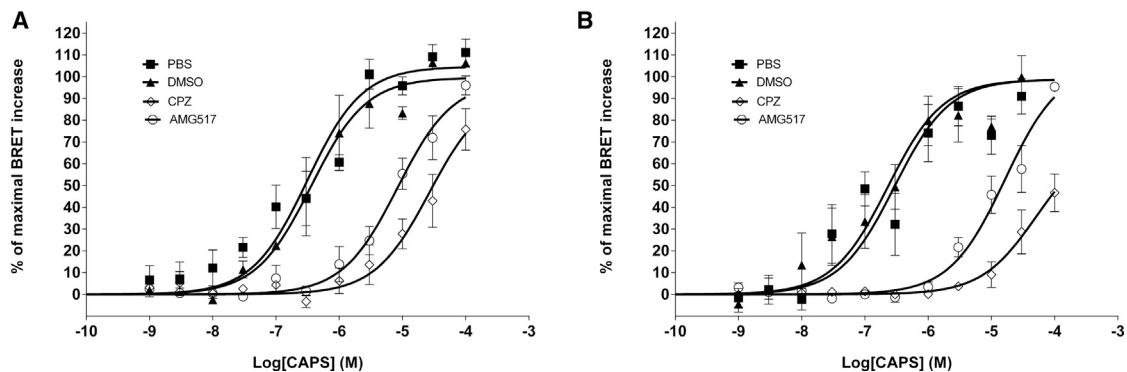 A
120
110
100
90
80
70
60
50
40
30
20
10
0
% of maximal BRET increase
PBS
DMSO
CPZ
AMG517
-10 -9 -8 -7 -6 -5 -4 -3
Log[CAPS] (M)
B
120
110
100
90
80
70
60
50
40
30
20
10
0
% of maximal BRET increase
PBS
DMSO
CPZ
AMG517
-10 -9 -8 -7 -6 -5 -4 -3
Log[CAPS] (M)